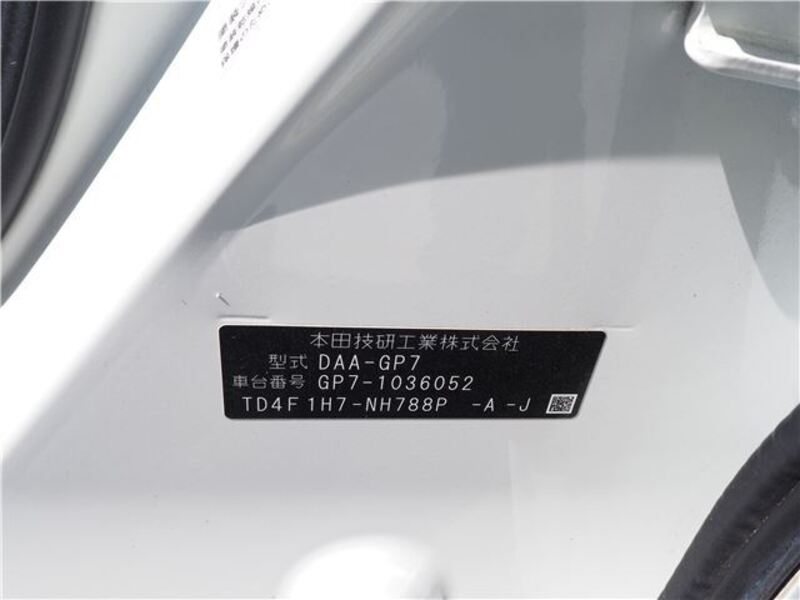 本田技研工業株式会社
型式 DAA-GP7
車台番号 GP7-1036052
TD4F1H7-NH788P -A -J